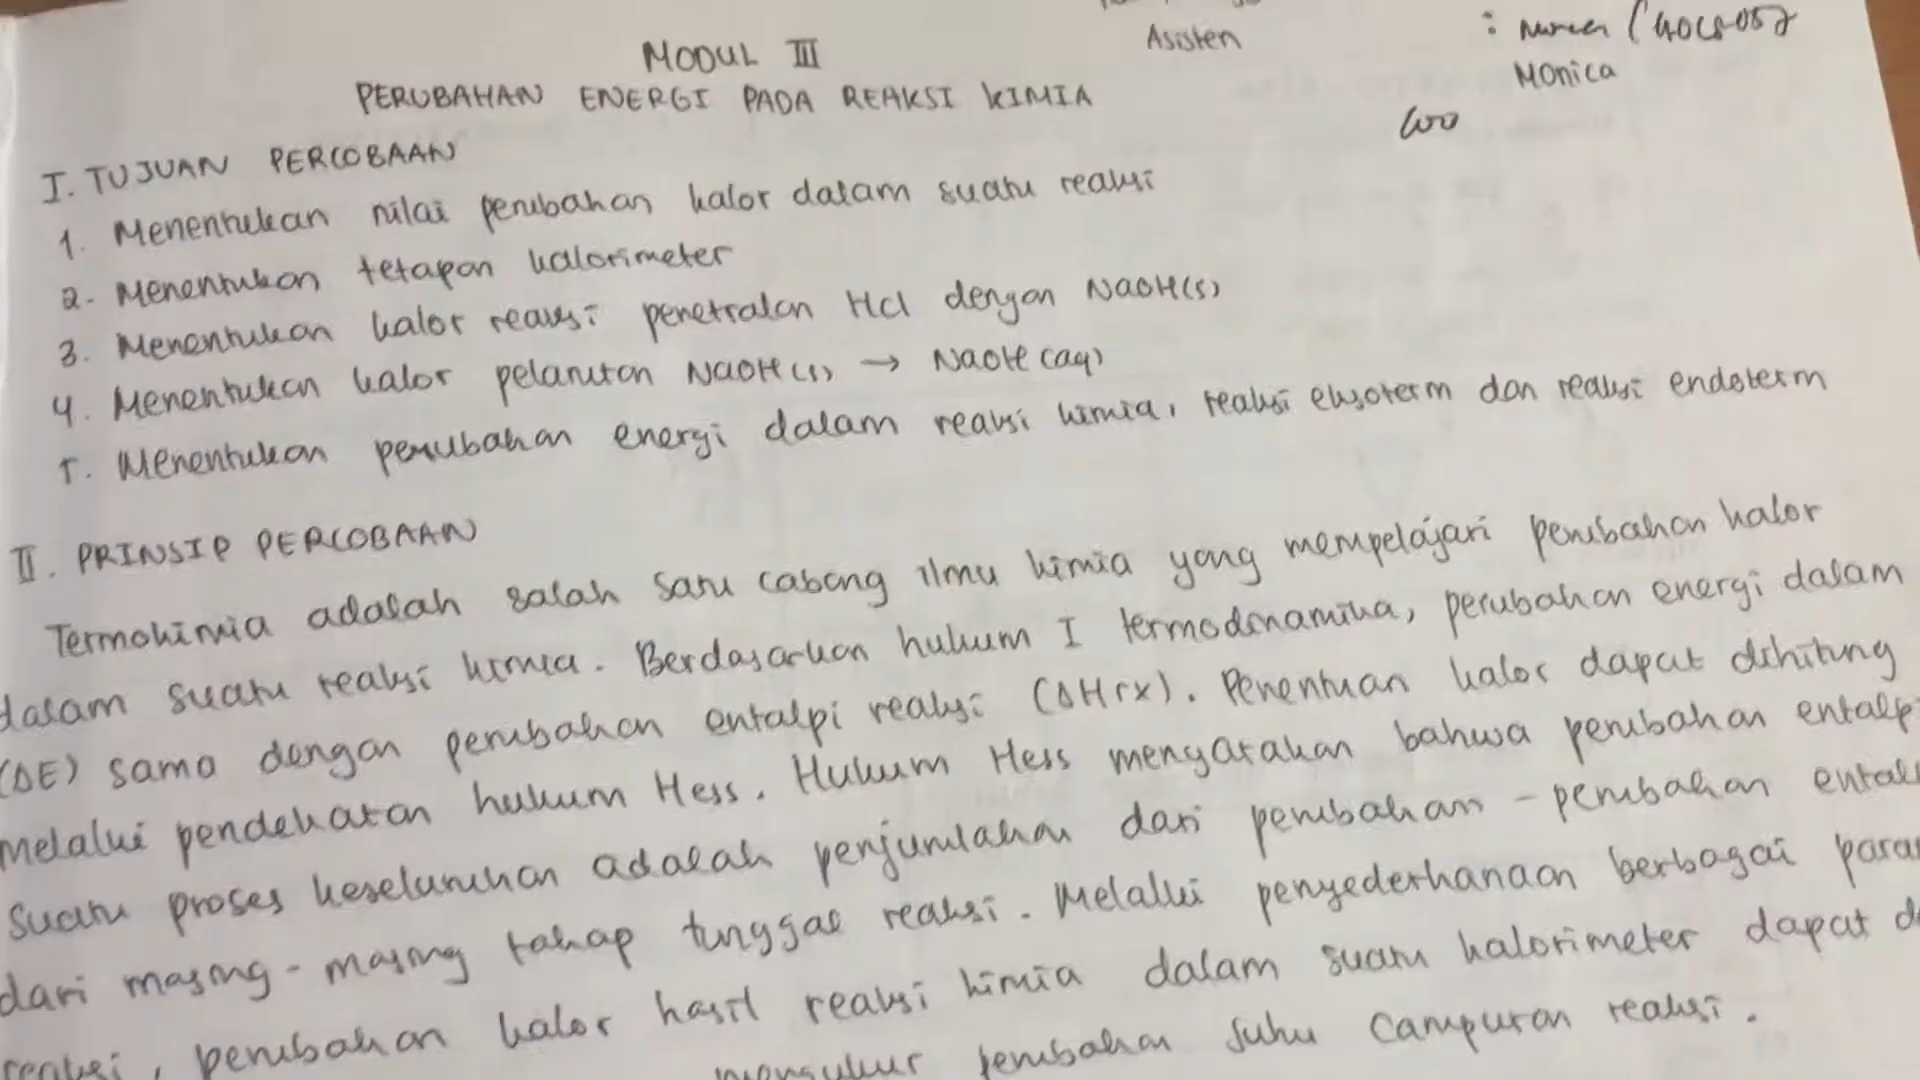 Asisten
: (40CS05)
Monica
MODUL III
PERUBAHAN ENERGI PADA REAKSI KIMIA
I. TUJUAN PERCOBAAN
1. Menentukan nilai perubahan kalor dalam suatu reaksi
2. Menentukan tetapan kalorimeter
3. Menentukan kalor reaksi penetralan HCl dengan NaOH(s)
4. Menentukan kalor pelarutan NaOH(s) → NaOH(aq)
5. Menentukan perubahan energi dalam reaksi kimia, reaksi eksoterm dan reaksi endoterm
II. PRINSIP PERCOBAAN
Termokimia adalah salah satu cabang ilmu kimia yang mempelajari perubahan kalor
dalam suatu reaksi kimia. Berdasarkan hukum I termodinamika, perubahan energi dalam
(ΔE) sama dengan perubahan entalpi reaksi (ΔHrx). Penentuan kalor dapat dihitung
melalui pendekatan hukum Hess. Hukum Hess menyatakan bahwa perubahan entalpi
suatu proses keseluruhan adalah penjumlahan dari perubahan - perubahan ental
dari masing - masing tahap tunggal reaksi. Melalui penyederhanaan berbagai para
reaksi, perubahan kalor hasil reaksi kimia dalam suatu kalorimeter dapat d
mengukur perubahan suhu campuran reaksi.